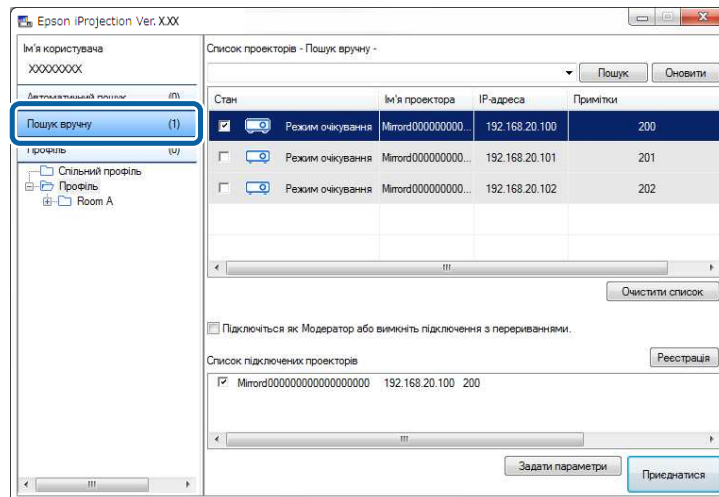 Epson iProjection Ver. X.XX
Ім'я користувача
XXXXXXXX
Автоматичний пошук (0)
Пошук вручну (1)
Профіль (0)
Спільний профіль
Профіль
Room A
Список проекторів - Пошук вручну -
Пошук Оновити
Стан Ім'я проектора IP-адреса Примітки
Режим очікування Mirrord000000000... 192.168.20.100 200
Режим очікування Mirrord000000000... 192.168.20.101 201
Режим очікування Mirrord000000000... 192.168.20.102 202
Очистити список
Підключіться як Модератор або вимкніть підключення з перериваннями.
Список підключених проекторів Реєстрація
Mirrord000000000000000000 192.168.20.100 200
Задати параметри Приєднатися